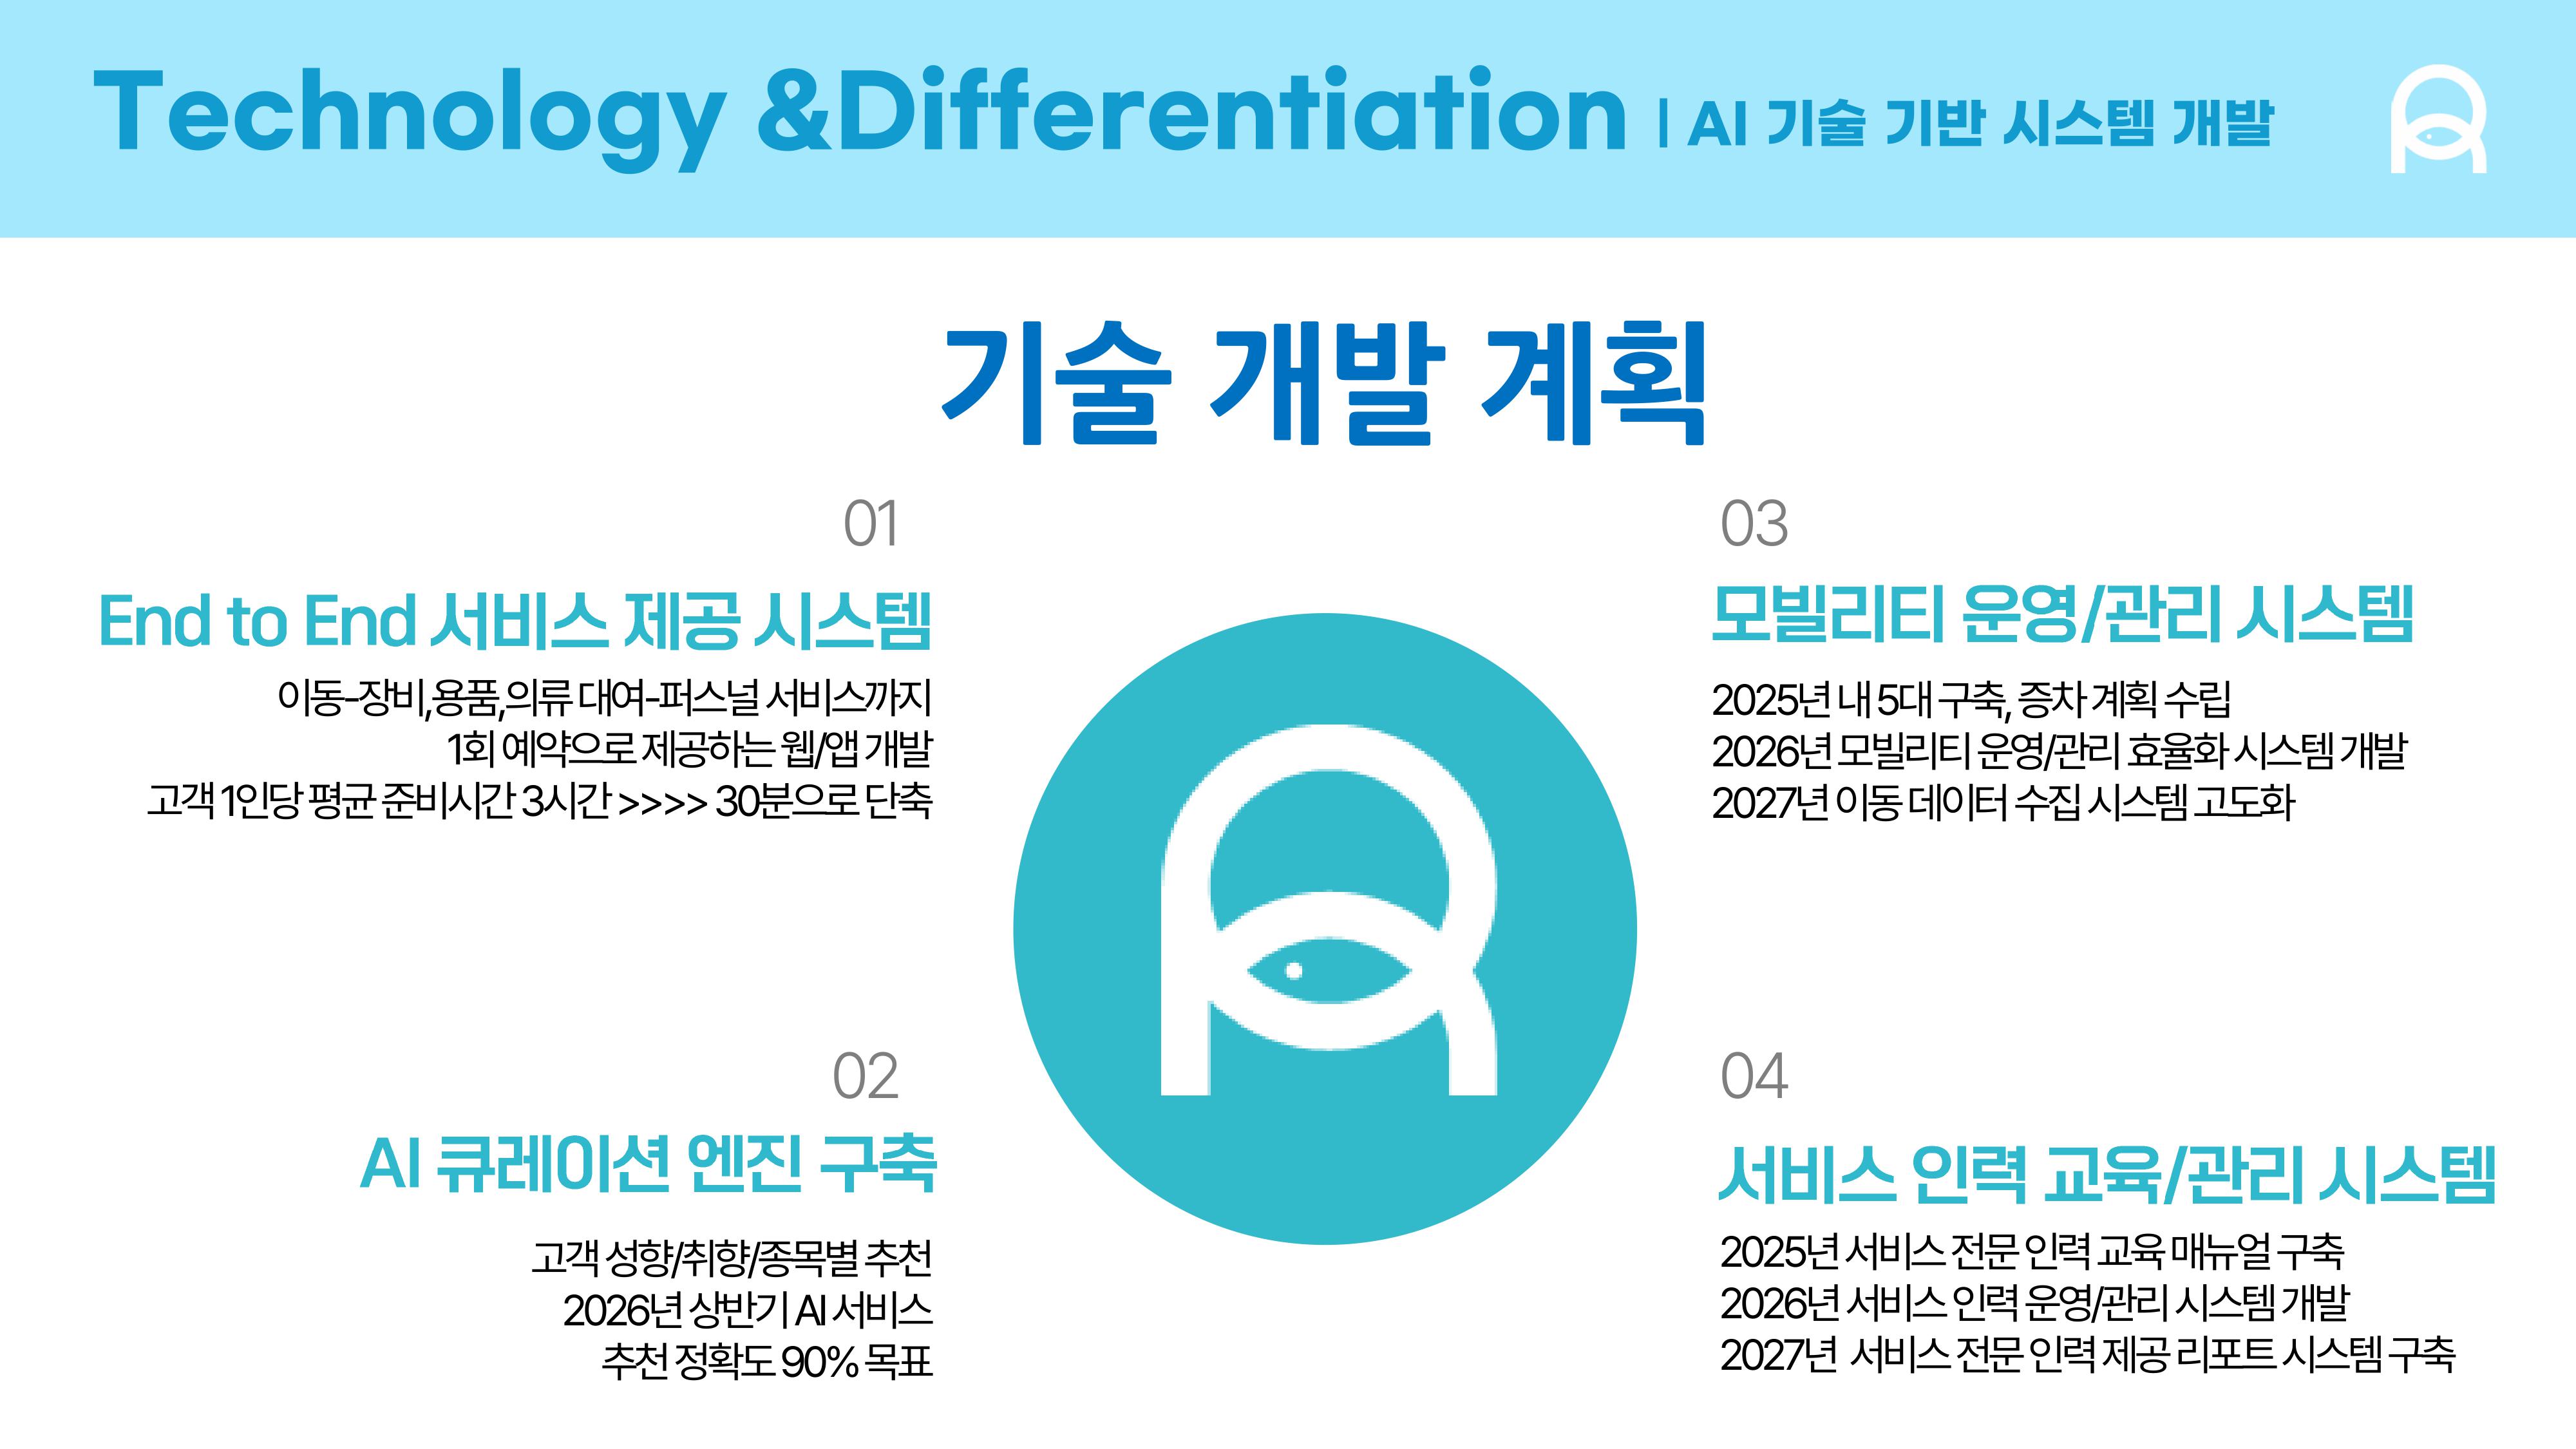 Technology &Differentiation | AI 기술 기반 시스템 개발
기술 개발 계획
01
End to End 서비스 제공 시스템
이동-장비,용품,의류 대여-퍼스널 서비스까지
1회 예약으로 제공하는 웹/앱 개발
고객 1인당 평균 준비시간 3시간 >>>> 30분으로 단축
02
AI 큐레이션 엔진 구축
고객 성향/취향/종목별 추천
2026년 상반기 AI 서비스
추천 정확도 90% 목표
03
모빌리티 운영/관리 시스템
2025년 내 5대 구축, 증차 계획 수립
2026년 모빌리티 운영/관리 효율화 시스템 개발
2027년 이동 데이터 수집 시스템 고도화
04
서비스 인력 교육/관리 시스템
2025년 서비스 전문 인력 교육 매뉴얼 구축
2026년 서비스 인력 운영/관리 시스템 개발
2027년 서비스 전문 인력 제공 리포트 시스템 구축